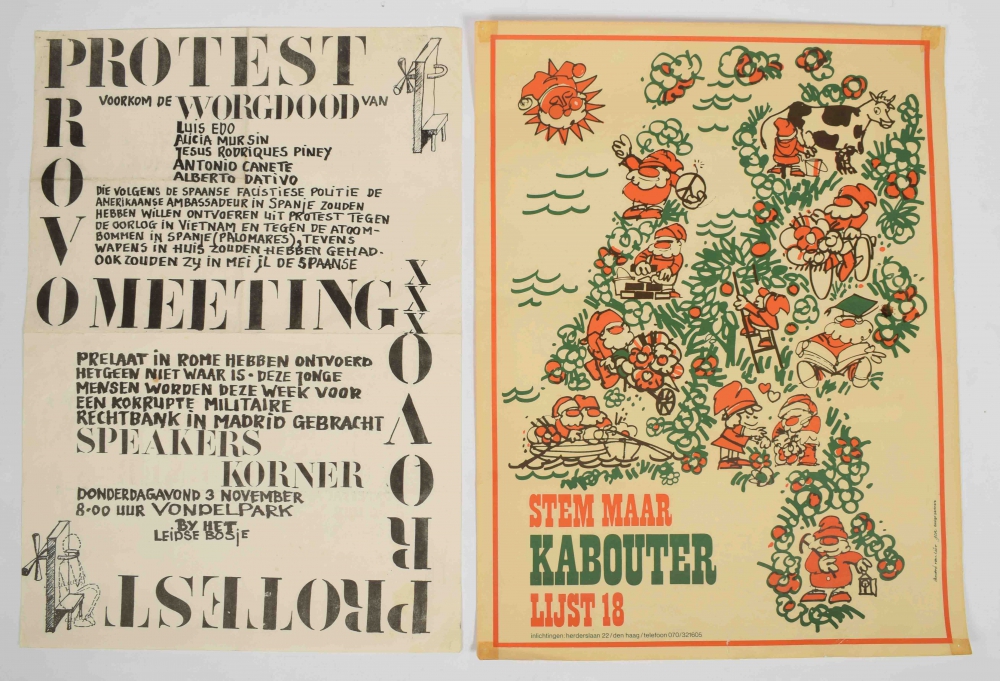 PROTEST
PROVO
VOORKOM DE WORGDOOD VAN
LUIS EDO
ALICIA MURSIN
JESUS RODRIQUES PINEY
ANTONIO CANETE
ALBERTO DATIVO
DIE VOLGENS DE SPAANSE FACISTIESE POLITIE DE
AMERIKAANSE AMBASSADEUR IN SPANJE ZOUDEN
HEBBEN WILLEN ONTVOEREN UIT PROTEST TEGEN
DE OORLOG IN VIETNAM EN TEGEN DE ATOOM-
BOMMEN IN SPANJE (PALOMARES), TEVENS
WAPENS IN HUIS ZOUDEN HEBBEN GEHAD-
OOK ZOUDEN ZY IN MEI JL DE SPAANSE
MEETING
XXX
PRELAAT IN ROME HEBBEN ONTVOERD
HETGEEN NIET WAAR IS - DEZE JONGE
MENSEN WORDEN DEZE WEEK VOOR
EEN KORRUPTE MILITAIRE
RECHTBANK IN MADRID GEBRACHT
SPEAKERS
KORNER
DONDERDAGAVOND 3 NOVEMBER
8.00 UUR VONDELPARK
BY HET
LEIDSE BOSJE
PROVO
PROTEST
STEM MAAR
KABOUTER
LIJST 18
inlichtingen: herderslaan 22/den haag/telefoon 070/321605